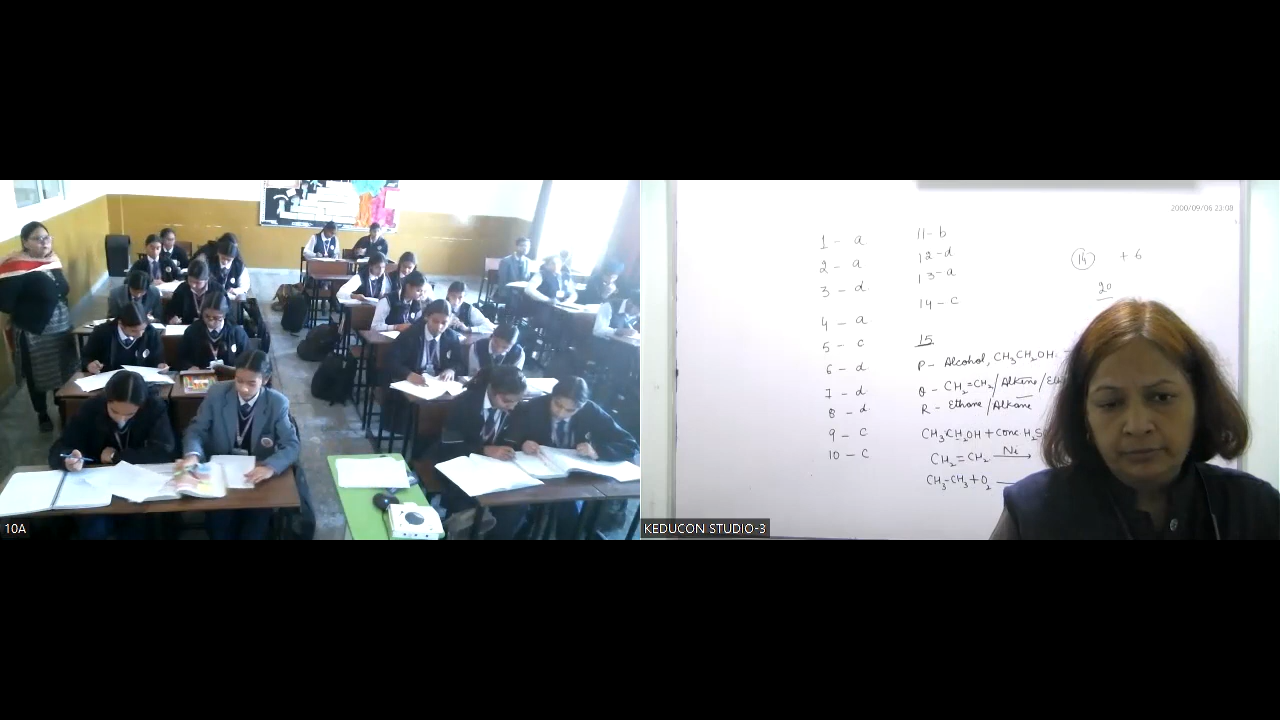 2000/09/06 23:08
1 - a
2 - a
3 - d
4 - a
5 - c
6 - d
7 - d
8 - d
9 - c
10 - c
11 - b
12 - d
13 - a
14 - c
15
P - Alcohol, CH₃CH₂OH.
Q - CH₂=CH₂/Alkene/Eth
R - Ethane/Alkane
CH₃CH₂OH + Conc H₂S
CH₂=CH₂ Ni →
CH₃-CH₃ + O₂
14 + 6
20
10A
KEDUCON STUDIO-3